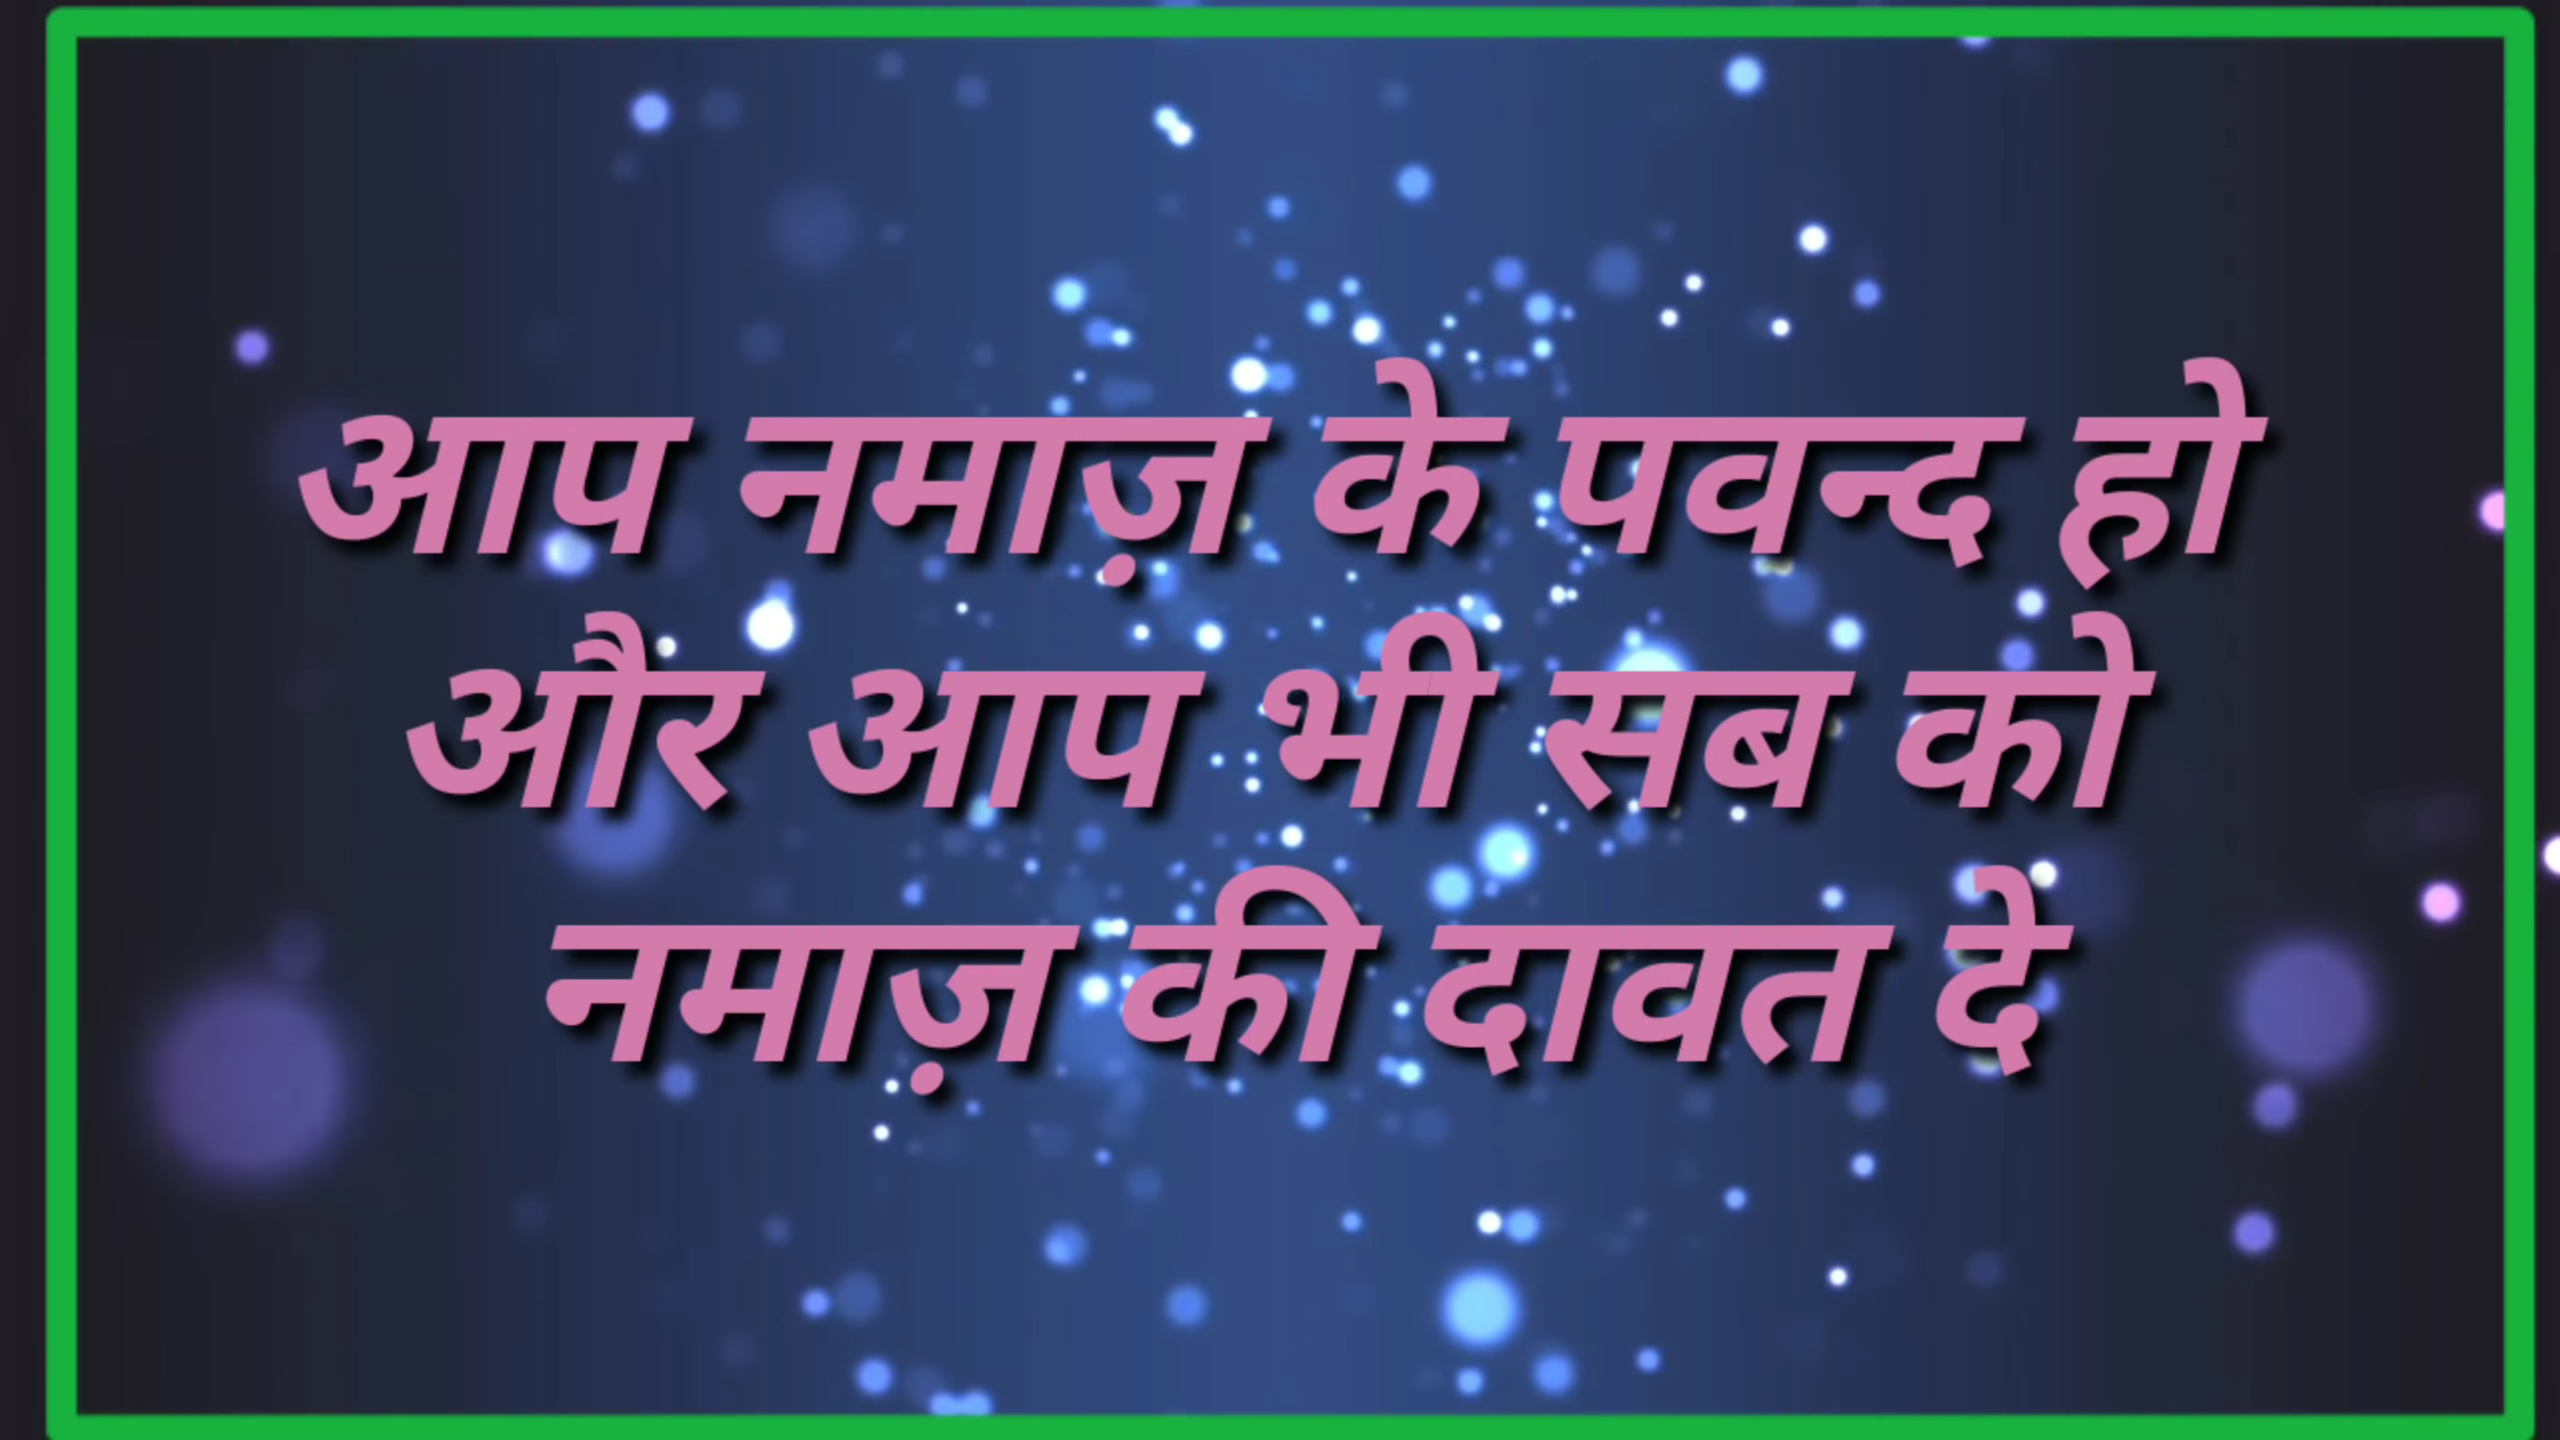 आप नमाज़ के पवन्द हो
और आप भी सब को
नमाज़ की दावत दे